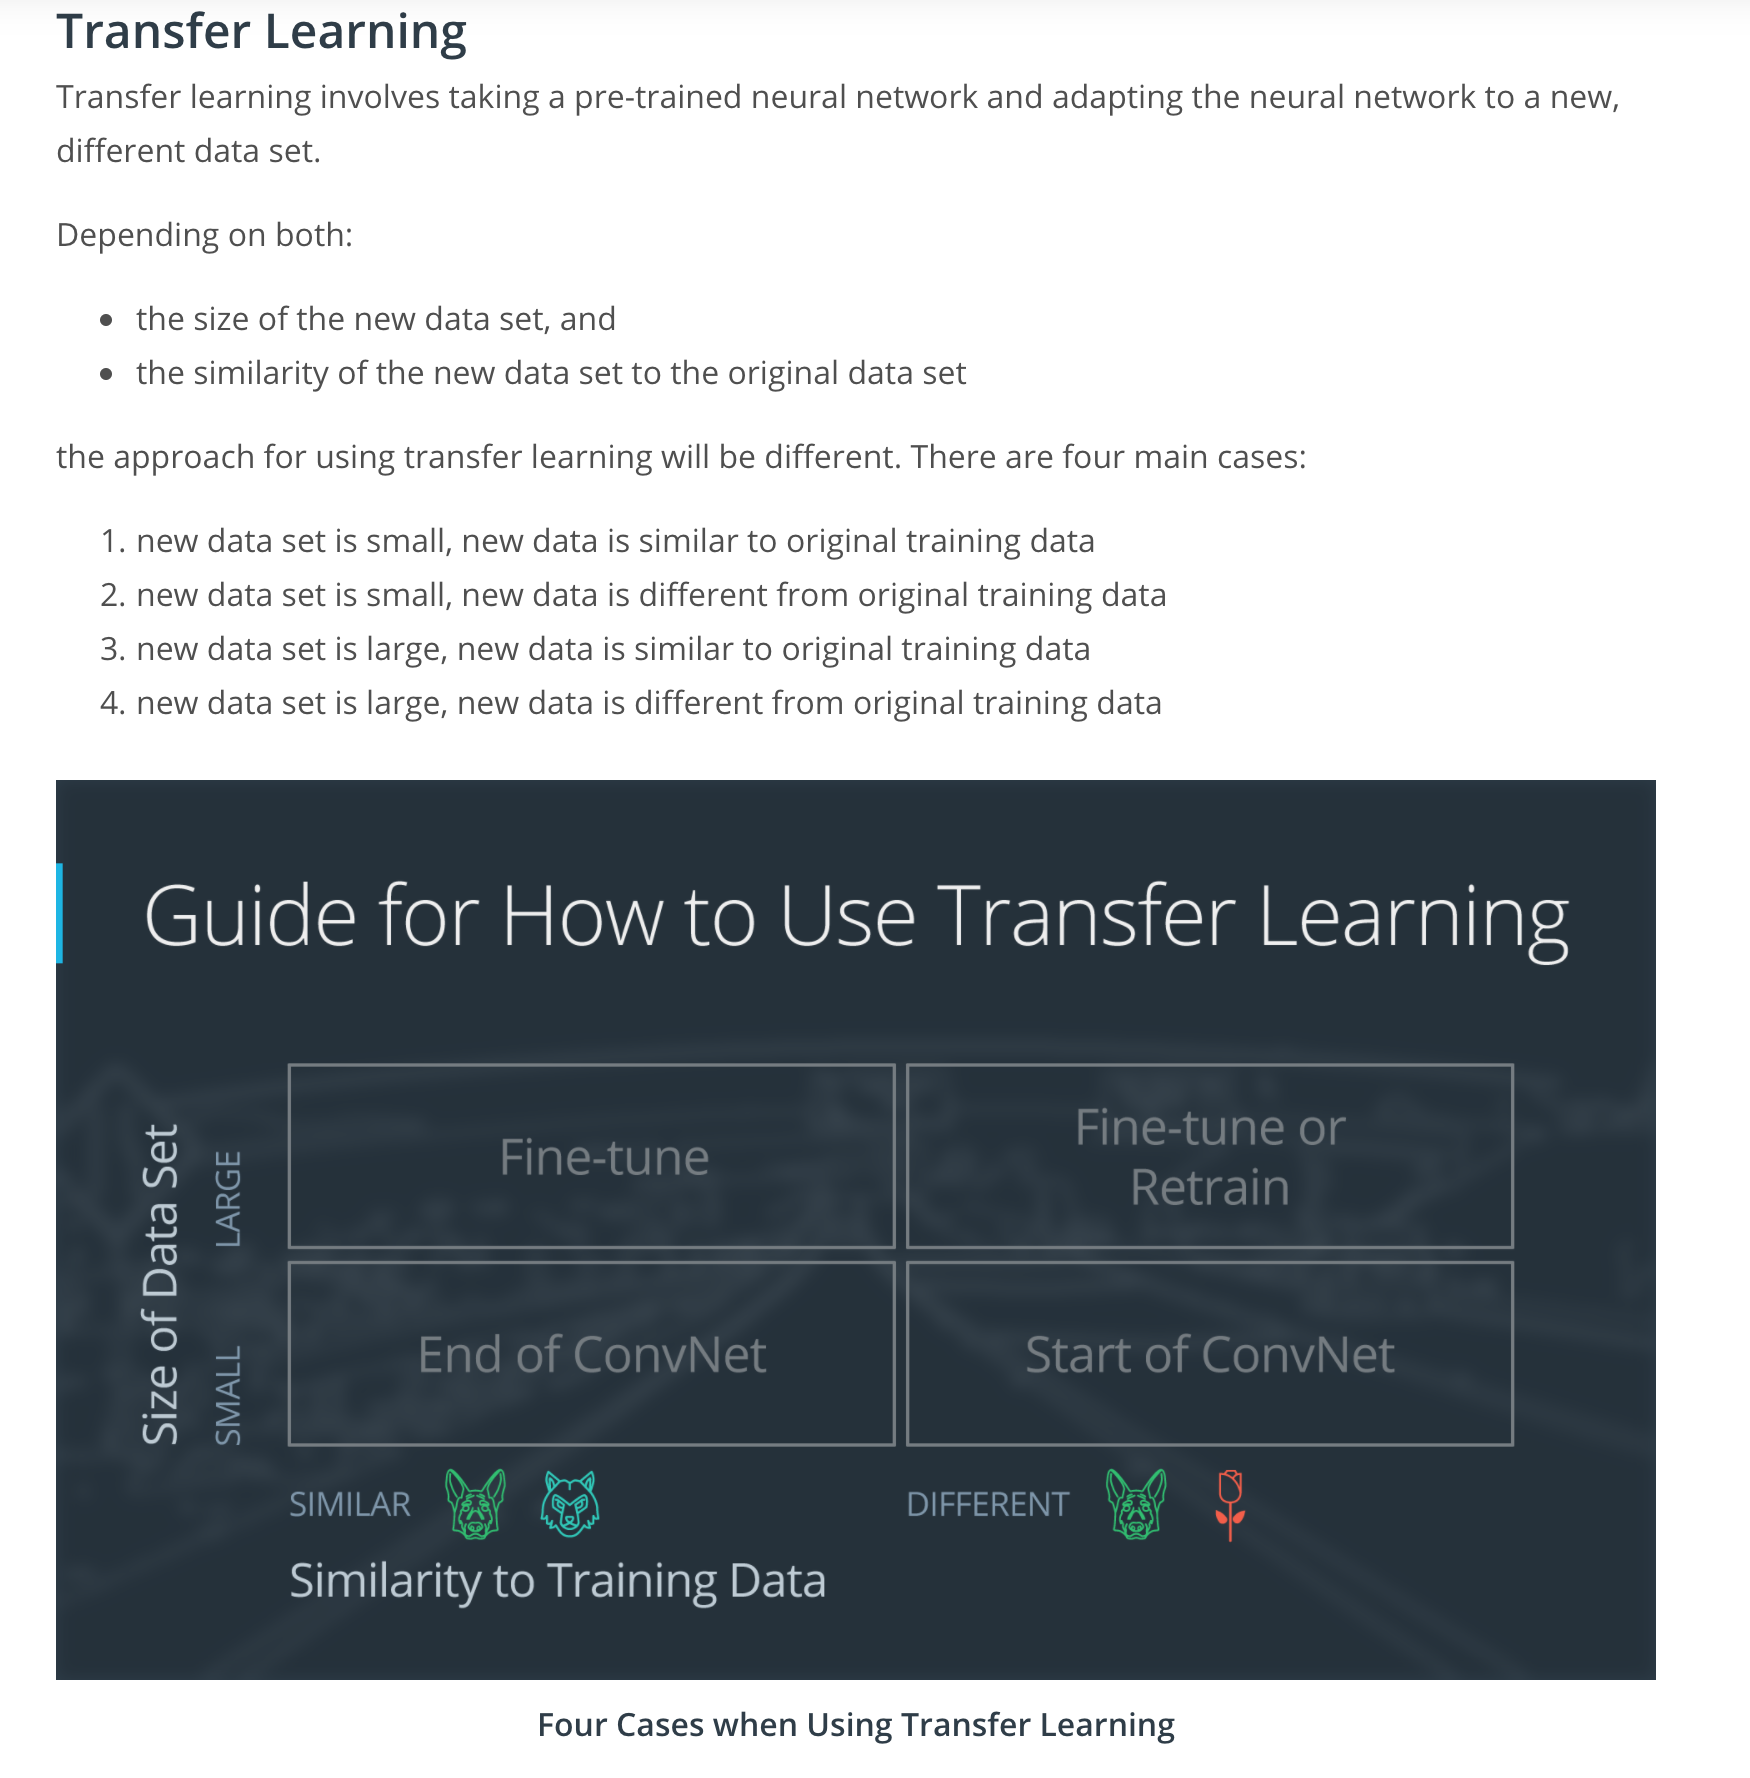 Transfer Learning
Transfer learning involves taking a pre-trained neural network and adapting the neural network to a new,
different data set.
Depending on both:
• the size of the new data set, and
• the similarity of the new data set to the original data set
the approach for using transfer learning will be different. There are four main cases:
1. new data set is small, new data is similar to original training data
2. new data set is small, new data is different from original training data
3. new data set is large, new data is similar to original training data
4. new data set is large, new data is different from original training data
Guide for How to Use Transfer Learning
Size of Data Set
LARGE
Fine-tune
Fine-tune or
Retrain
SMALL
End of ConvNet
Start of ConvNet
SIMILAR
DIFFERENT
Similarity to Training Data
Four Cases when Using Transfer Learning